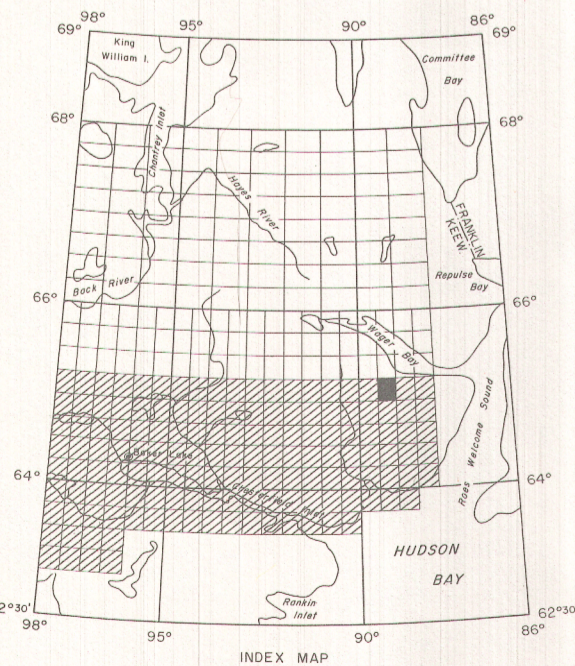 98°
95°
90°
86°
69°
69°
King
William I.
Committee
Bay
68°
68°
Chantrey Inlet
Hayes River
FRANKLIN
KEEW.
Back River
Repulse
Bay
66°
66°
Wager Bay
Roes Welcome Sound
Baker Lake
64°
64°
Chesterfield Inlet
HUDSON
BAY
Rankin
Inlet
2°30'
62°30'
98°
95°
90°
86°
INDEX MAP